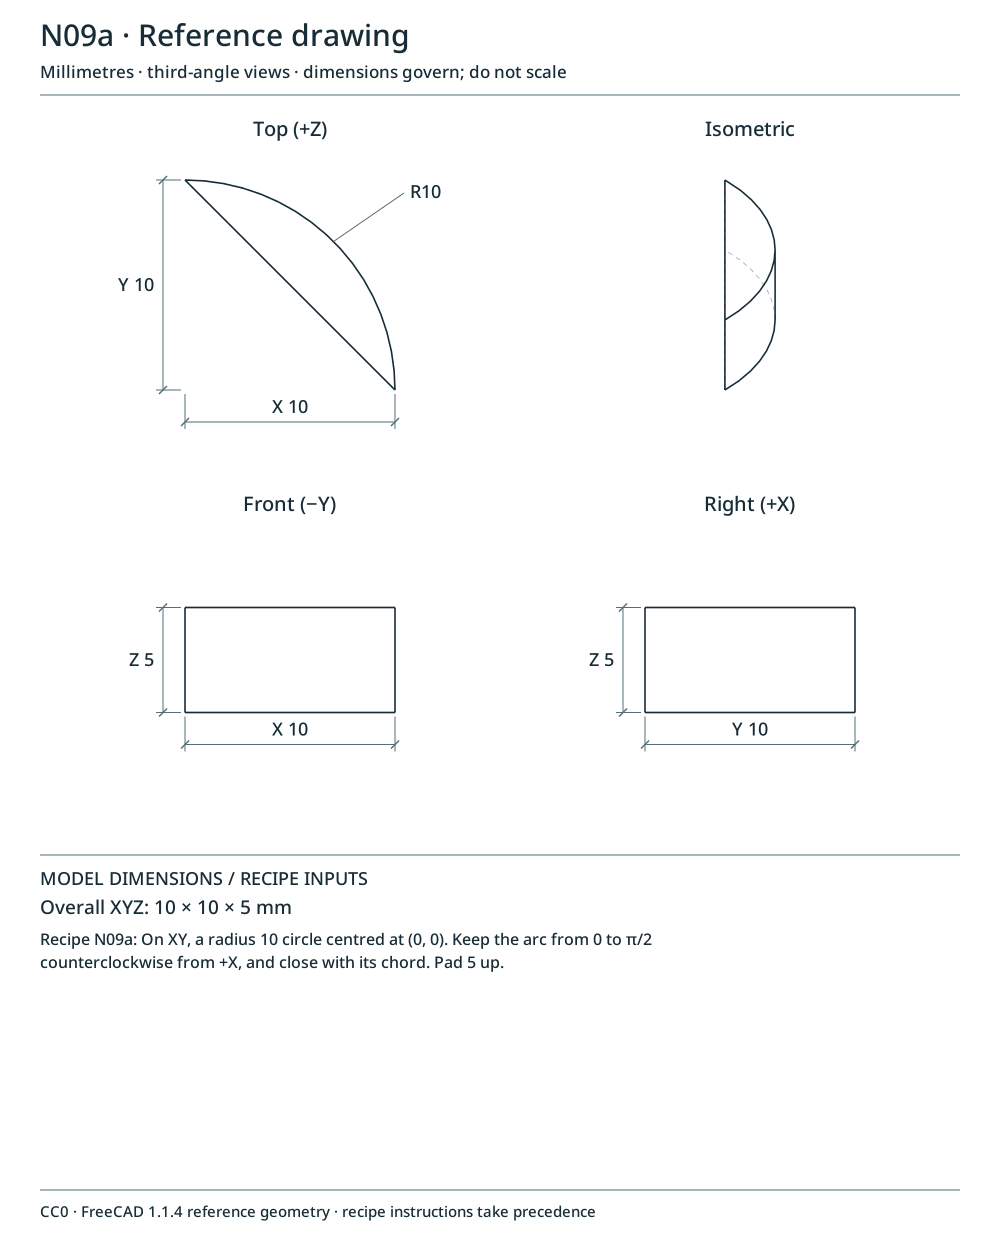 N09a · Reference drawing
Millimetres · third-angle views · dimensions govern; do not scale
Top (+Z)
Isometric
R10
Y 10
X 10
Front (−Y)
Right (+X)
Z 5
Z 5
X 10
Y 10
MODEL DIMENSIONS / RECIPE INPUTS
Overall XYZ: 10 × 10 × 5 mm
Recipe N09a: On XY, a radius 10 circle centred at (0, 0). Keep the arc from 0 to π/2
counterclockwise from +X, and close with its chord. Pad 5 up.
CC0 · FreeCAD 1.1.4 reference geometry · recipe instructions take precedence